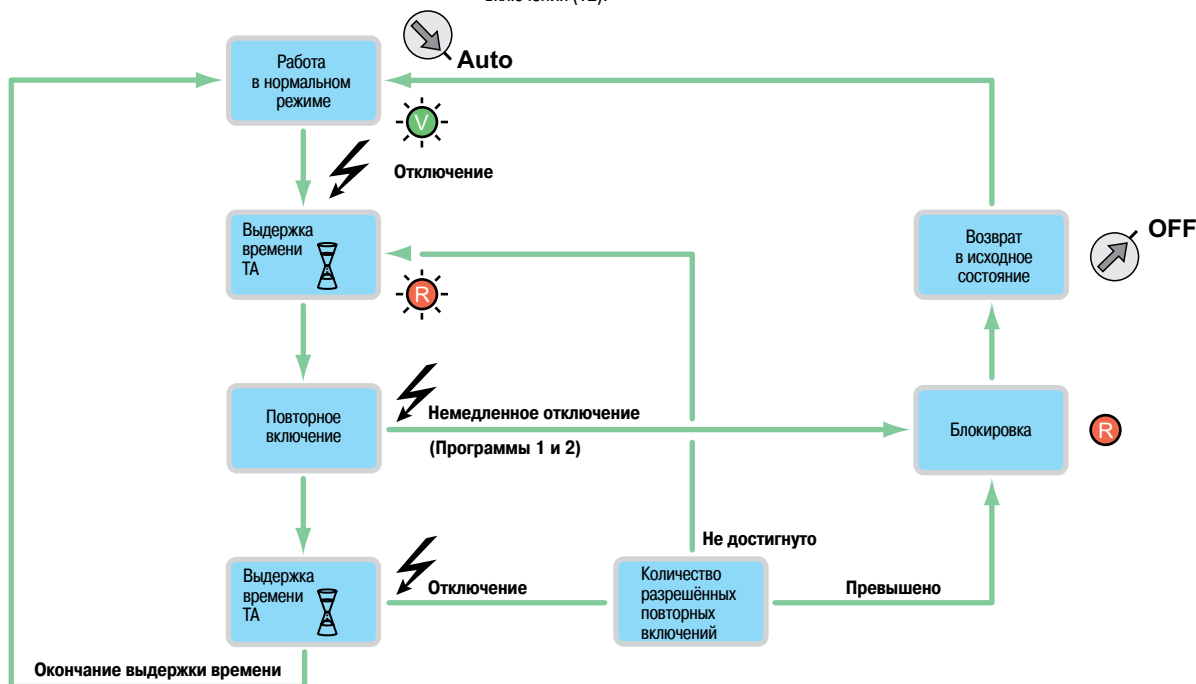 Auto
Работа
в нормальном
режиме
V
Отключение
Выдержка
времени
ТА
R
Возврат
в исходное
состояние
OFF
Повторное
включение
Немедленное отключение
(Программы 1 и 2)
Блокировка
R
Не достигнуто
Выдержка
времени
ТА
Отключение
Количество
разрешённых
повторных
включений
Превышено
Окончание выдержки времени